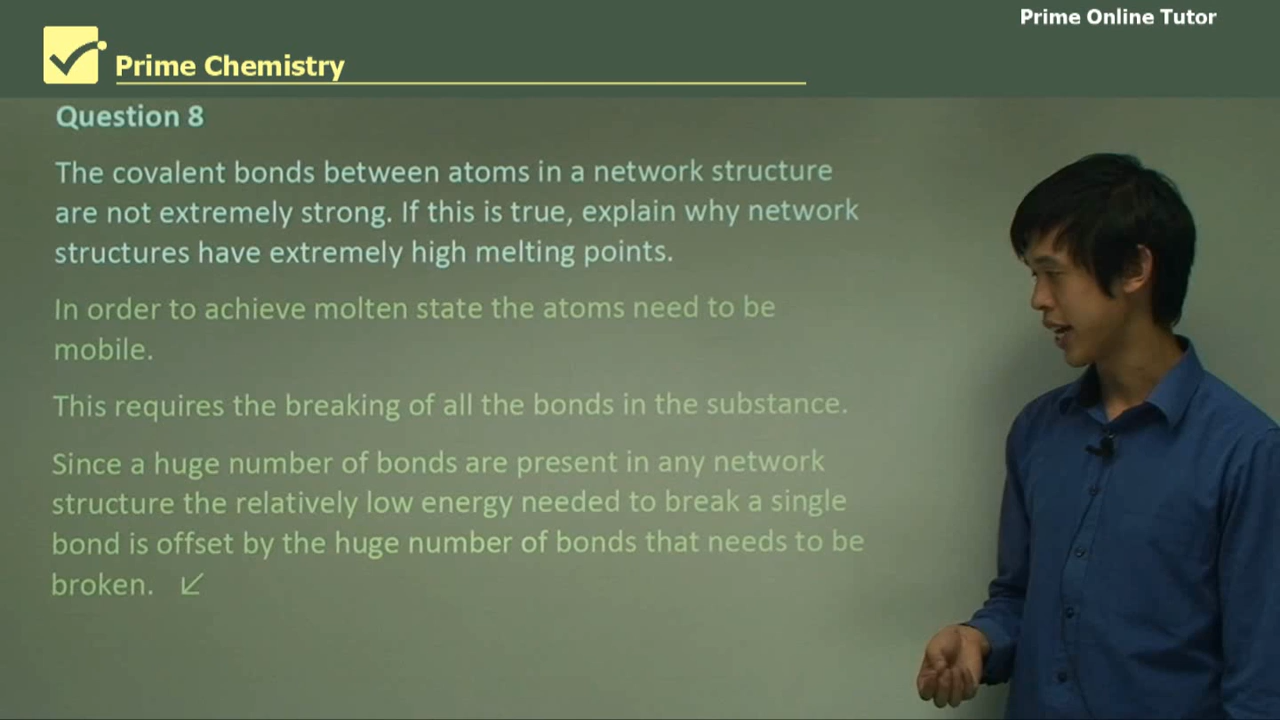 Prime Online Tutor
Prime Chemistry
Question 8
The covalent bonds between atoms in a network structure
are not extremely strong. If this is true, explain why network
structures have extremely high melting points.
In order to achieve molten state the atoms need to be
mobile.
This requires the breaking of all the bonds in the substance.
Since a huge number of bonds are present in any network
structure the relatively low energy needed to break a single
bond is offset by the huge number of bonds that needs to be
broken.